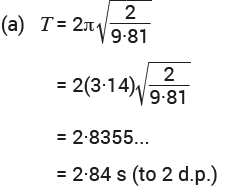 (a) T = 2π√(2/9·81)
= 2(3·14)√(2/9·81)
= 2·8355...
= 2·84 s (to 2 d.p.)